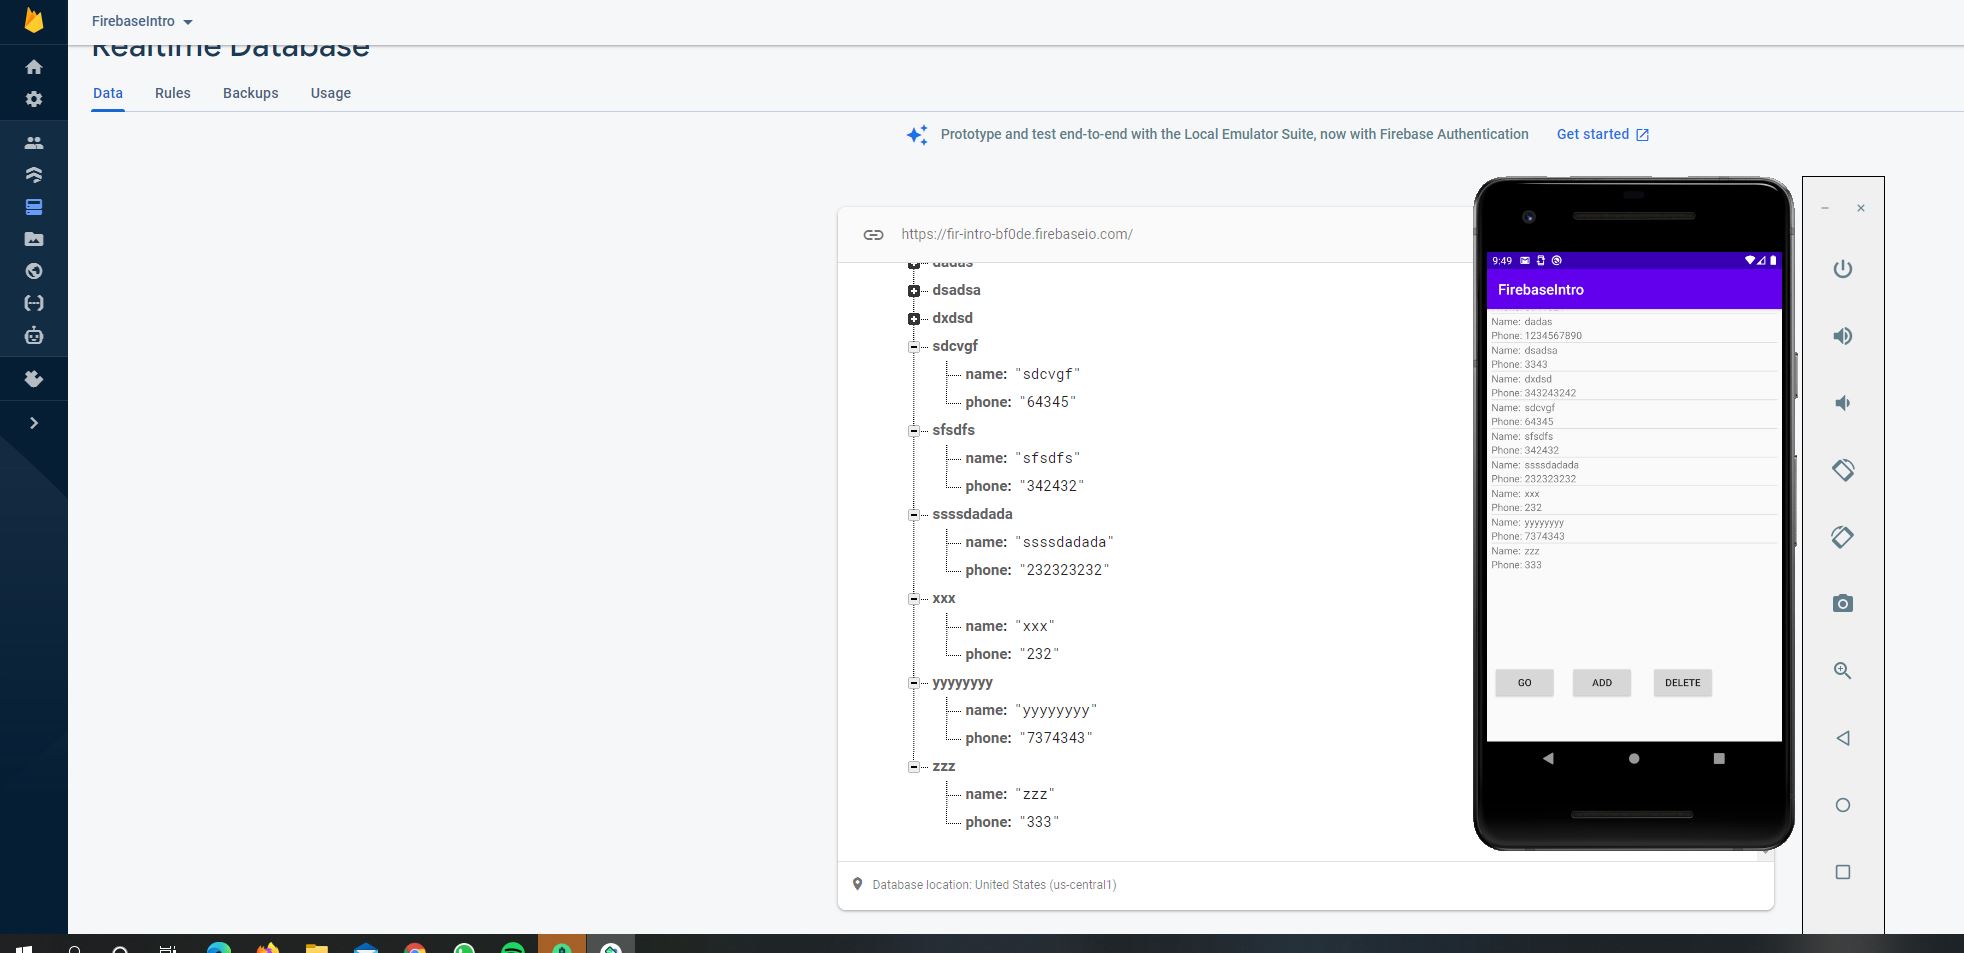 FirebaseIntro
Realtime Database
Data
Rules
Backups
Usage
Prototype and test end-to-end with the Local Emulator Suite, now with Firebase Authentication
Get started
https://fir-intro-bf0de.firebaseio.com/
dadas
dsadsa
dxdsd
sdcvgf
name: "sdcvgf"
phone: "64345"
sfsdfs
name: "sfsdfs"
phone: "342432"
ssssdadada
name: "ssssdadada"
phone: "232323232"
xxx
name: "xxx"
phone: "232"
yyyyyyyy
name: "yyyyyyyy"
phone: "7374343"
zzz
name: "zzz"
phone: "333"
Database location: United States (us-central1)
9:49
FirebaseIntro
Name: dadas
Phone: 1234567890
Name: dsadsa
Phone: 3343
Name: dxdsd
Phone: 343243242
Name: sdcvgf
Phone: 64345
Name: sfsdfs
Phone: 342432
Name: ssssdadada
Phone: 232323232
Name: xxx
Phone: 232
Name: yyyyyyyy
Phone: 7374343
Name: zzz
Phone: 333
GO
ADD
DELETE